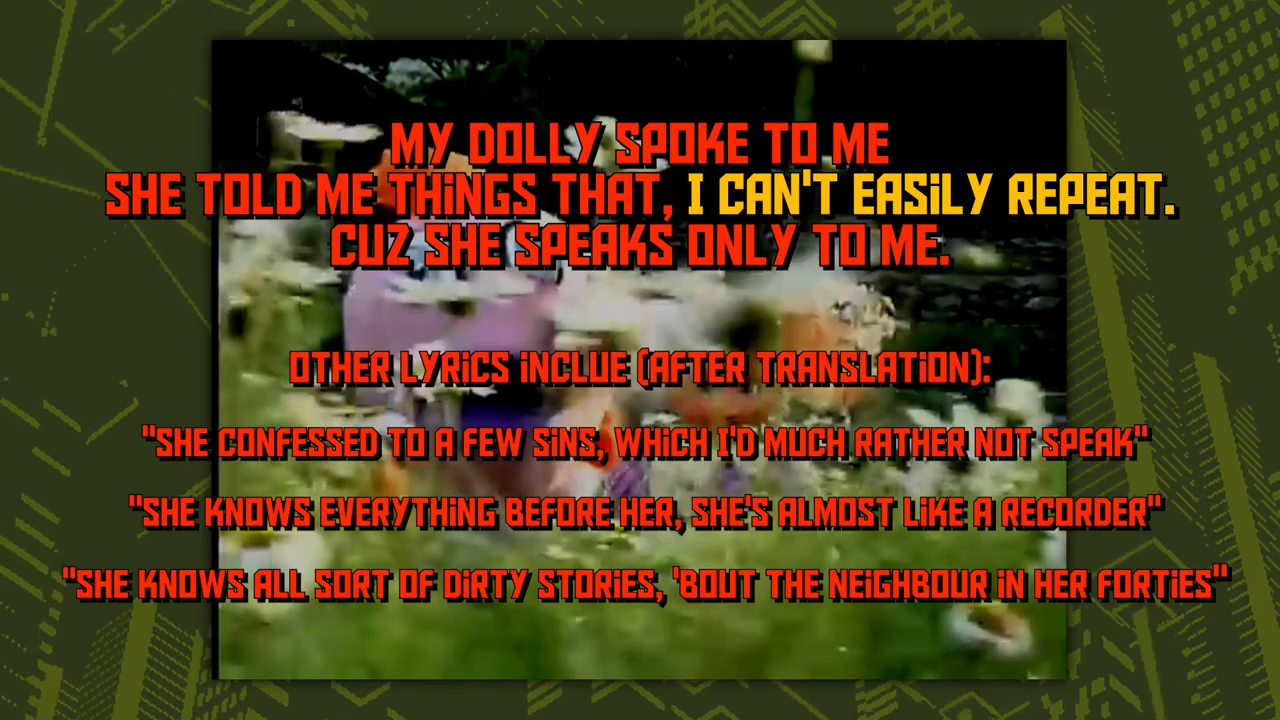 MY DOLLY SPOKE TO ME
SHE TOLD ME THINGS THAT, I CAN'T EASILY REPEAT.
CUZ SHE SPEAKS ONLY TO ME.
OTHER LYRICS INCLUE (AFTER TRANSLATION):
"SHE CONFESSED TO A FEW SINS, WHICH I'D MUCH RATHER NOT SPEAK"
"SHE KNOWS EVERYTHING BEFORE HER, SHE'S ALMOST LIKE A RECORDER"
"SHE KNOWS ALL SORT OF DIRTY STORIES, 'BOUT THE NEIGHBOUR IN HER FORTIES"